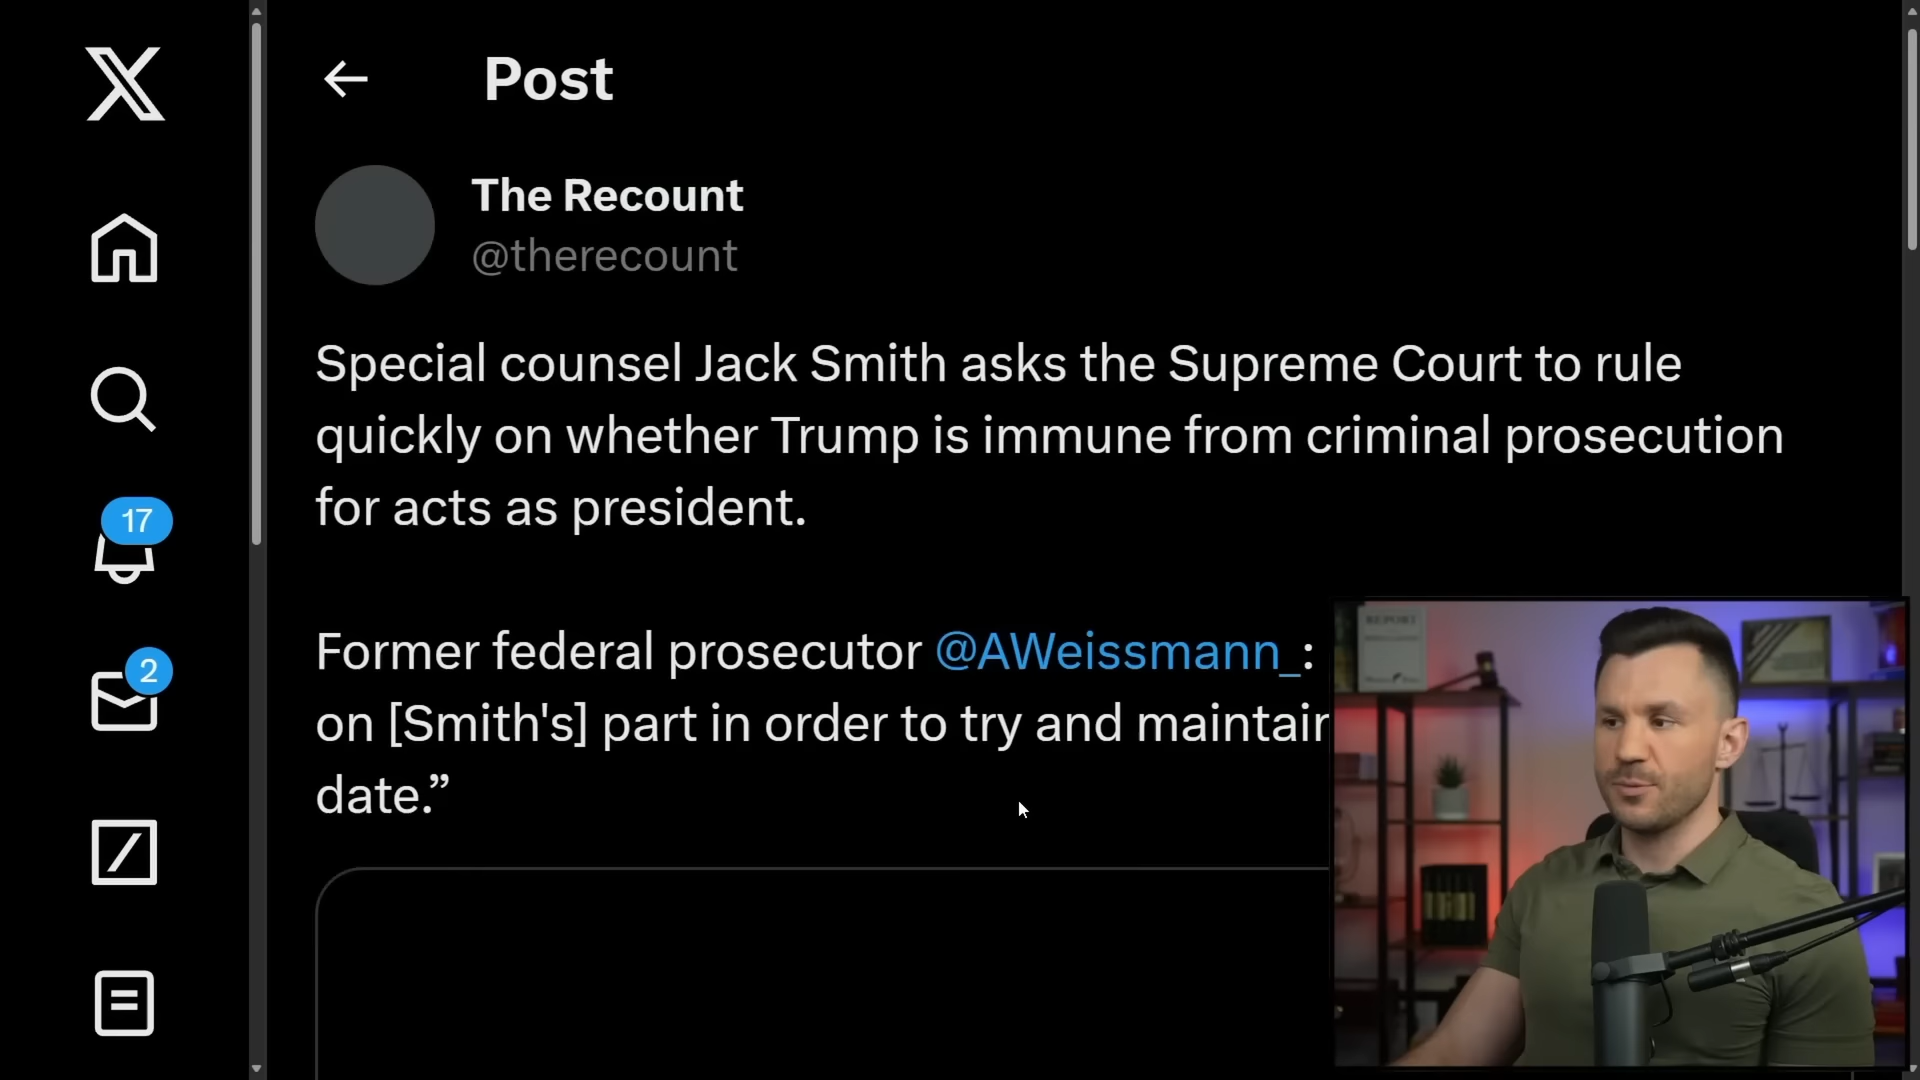 Post
The Recount
@therecount
Special counsel Jack Smith asks the Supreme Court to rule
quickly on whether Trump is immune from criminal prosecution
for acts as president.
Former federal prosecutor @AWeissmann_:
on [Smith's] part in order to try and maintain
date.”
17
2
REPORT